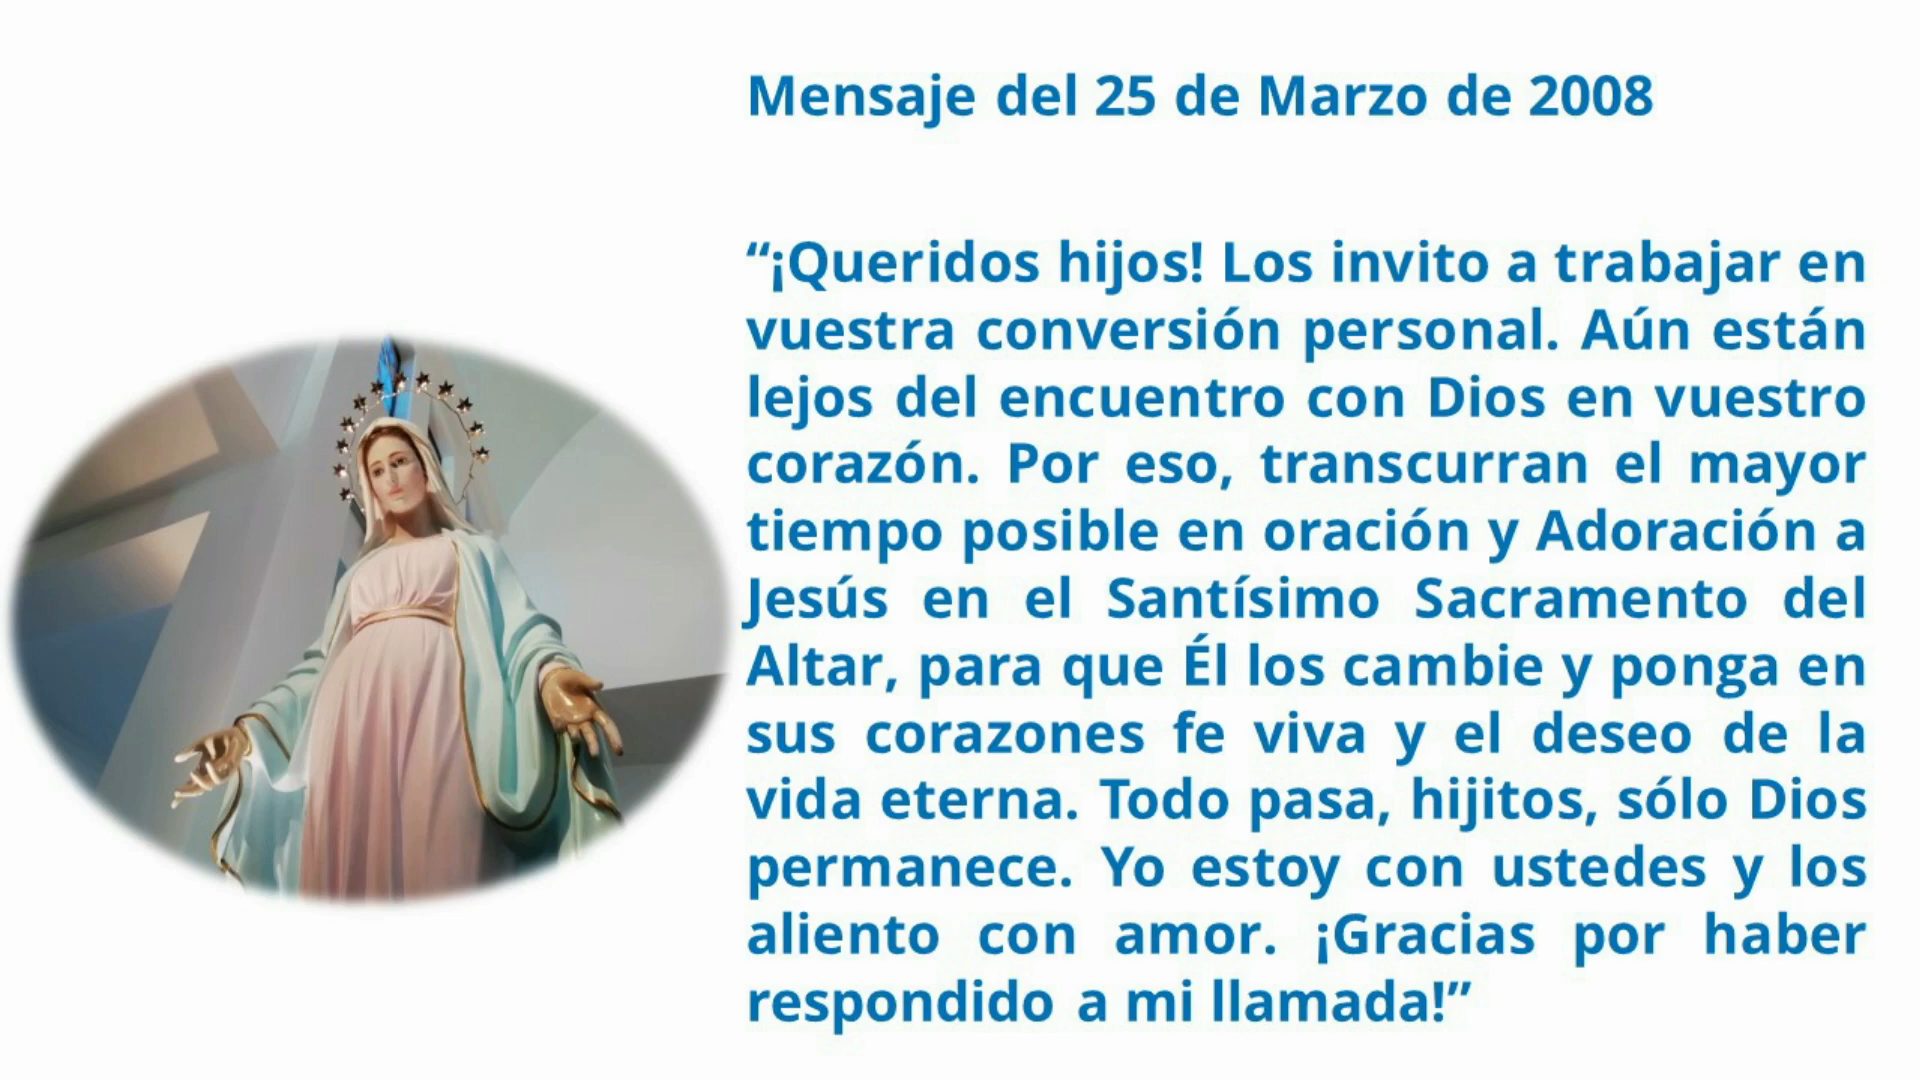 Mensaje del 25 de Marzo de 2008
“¡Queridos hijos! Los invito a trabajar en
vuestra conversión personal. Aún están
lejos del encuentro con Dios en vuestro
corazón. Por eso, transcurran el mayor
tiempo posible en oración y Adoración a
Jesús en el Santísimo Sacramento del
Altar, para que Él los cambie y ponga en
sus corazones fe viva y el deseo de la
vida eterna. Todo pasa, hijitos, sólo Dios
permanece. Yo estoy con ustedes y los
aliento con amor. ¡Gracias por haber
respondido a mi llamada!”